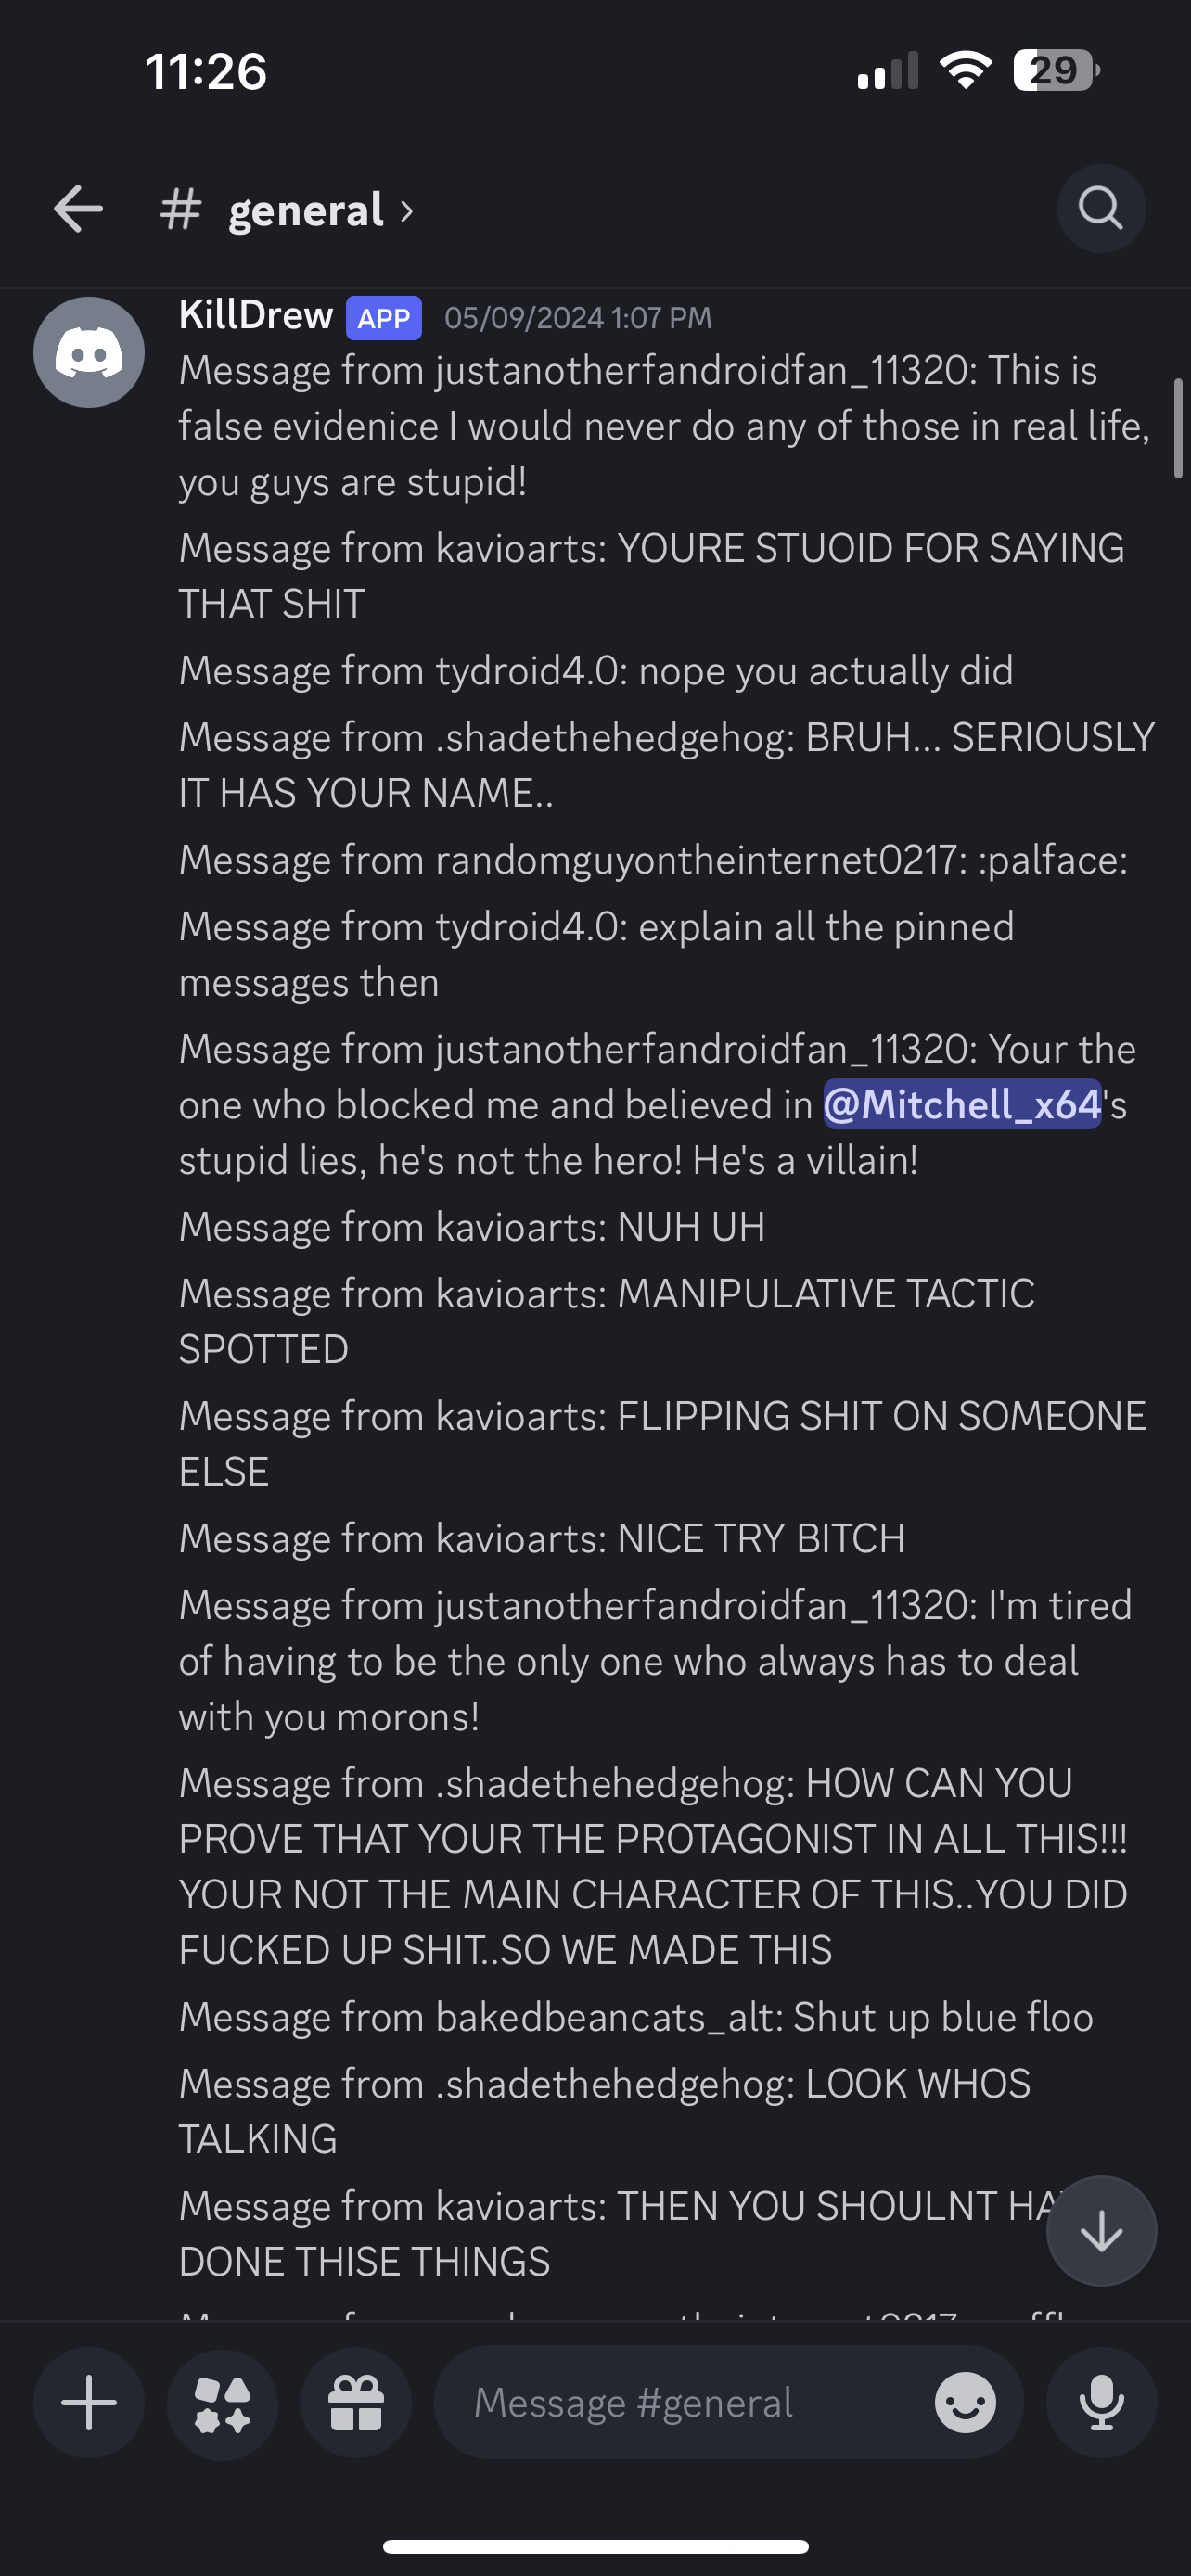 11:26
29
# general ›
KillDrew APP 05/09/2024 1:07 PM
Message from justanotherfandroidfan_11320: This is
false evidenice I would never do any of those in real life,
you guys are stupid!
Message from kavioarts: YOURE STUOID FOR SAYING
THAT SHIT
Message from tydroid4.0: nope you actually did
Message from .shadethehedgehog: BRUH... SERIOUSLY
IT HAS YOUR NAME..
Message from randomguyontheinternet0217: :palface:
Message from tydroid4.0: explain all the pinned
messages then
Message from justanotherfandroidfan_11320: Your the
one who blocked me and believed in @Mitchell_x64's
stupid lies, he's not the hero! He's a villain!
Message from kavioarts: NUH UH
Message from kavioarts: MANIPULATIVE TACTIC
SPOTTED
Message from kavioarts: FLIPPING SHIT ON SOMEONE
ELSE
Message from kavioarts: NICE TRY BITCH
Message from justanotherfandroidfan_11320: I'm tired
of having to be the only one who always has to deal
with you morons!
Message from .shadethehedgehog: HOW CAN YOU
PROVE THAT YOUR THE PROTAGONIST IN ALL THIS!!!
YOUR NOT THE MAIN CHARACTER OF THIS..YOU DID
FUCKED UP SHIT..SO WE MADE THIS
Message from bakedbeancats_alt: Shut up blue floo
Message from .shadethehedgehog: LOOK WHOS
TALKING
Message from kavioarts: THEN YOU SHOULNT
DONE THISE THINGS
Message #general